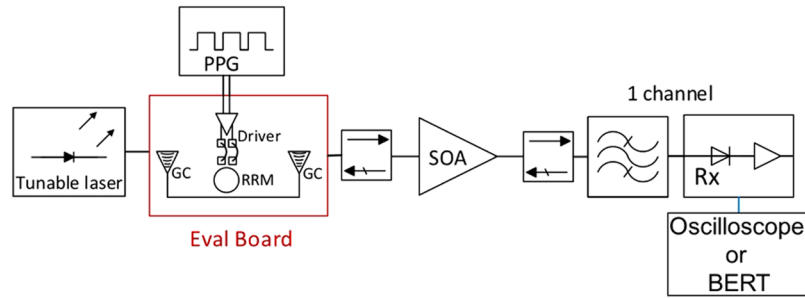 PPG
1 channel
Driver
SOA
GC
GC
RRM
Tunable laser
Rx
Eval Board
Oscilloscope
or
BERT